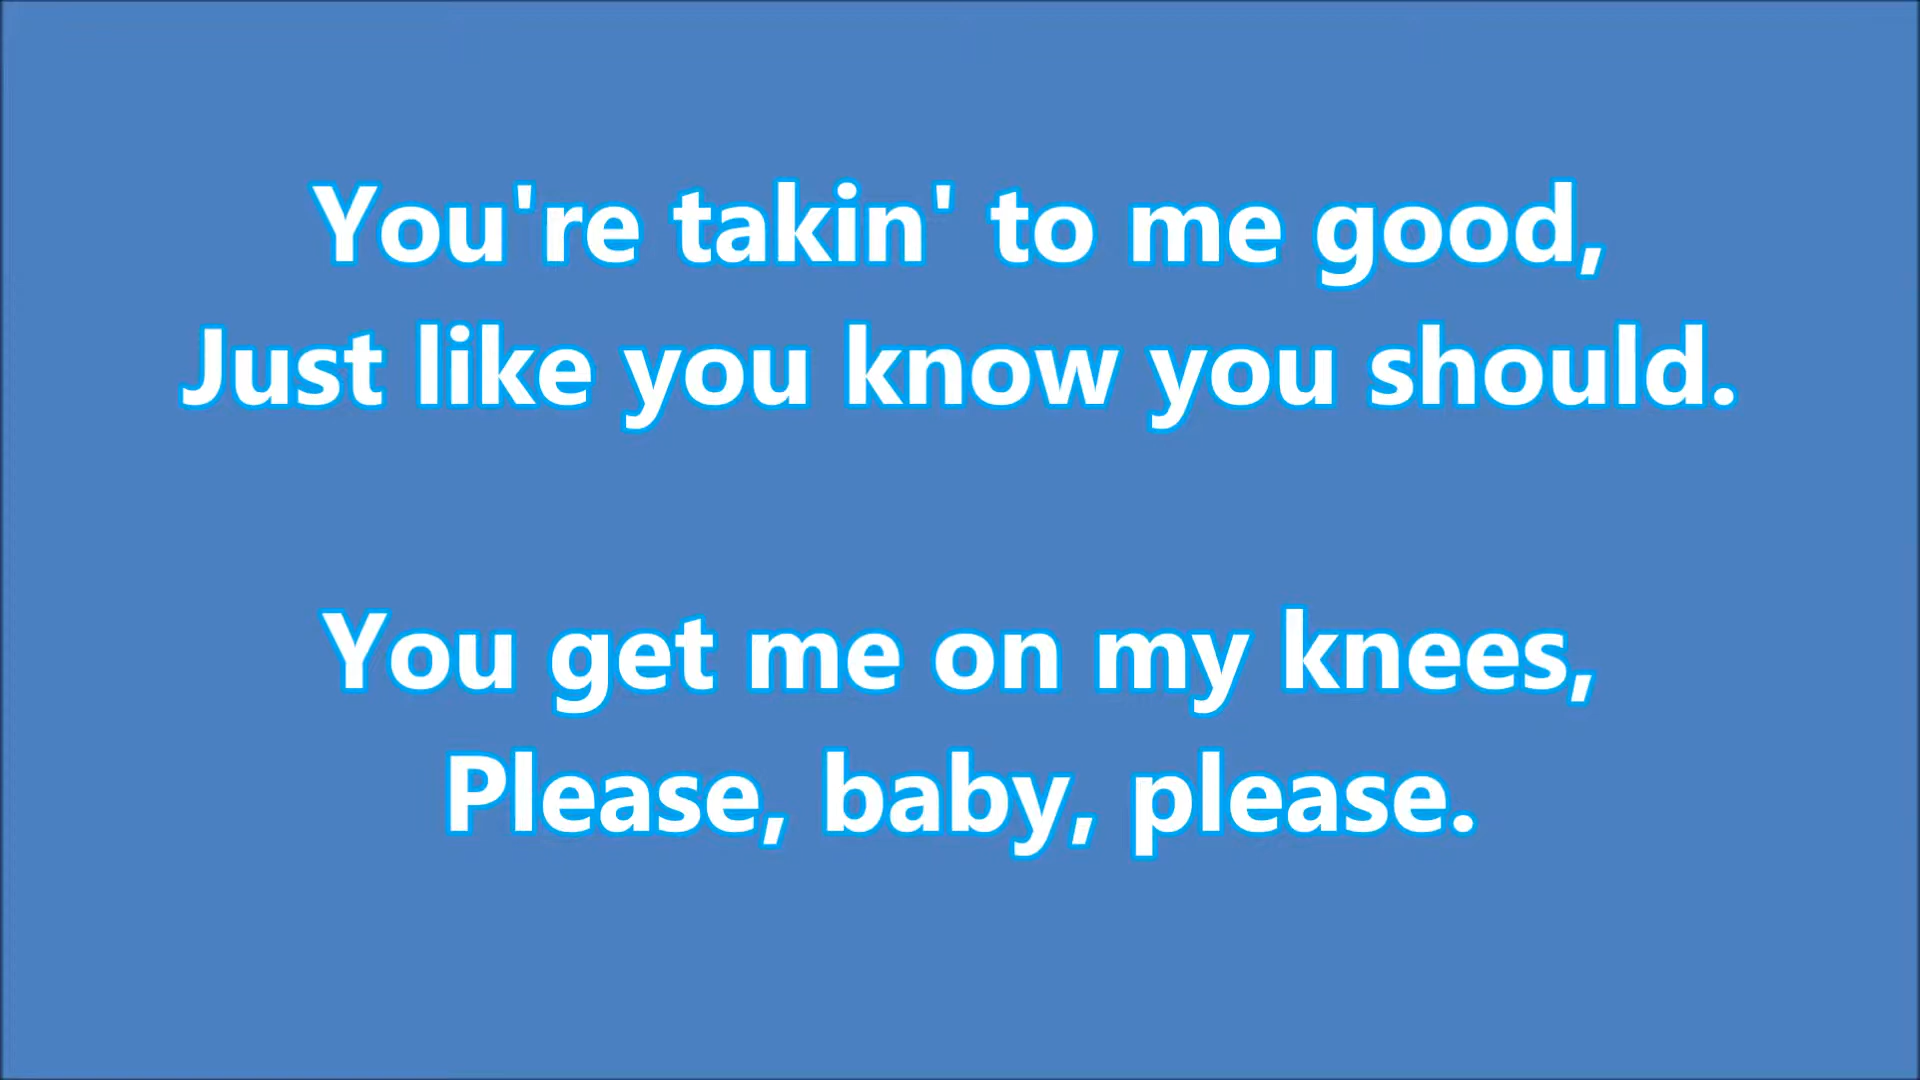 You're takin' to me good,
Just like you know you should.
You get me on my knees,
Please, baby, please.